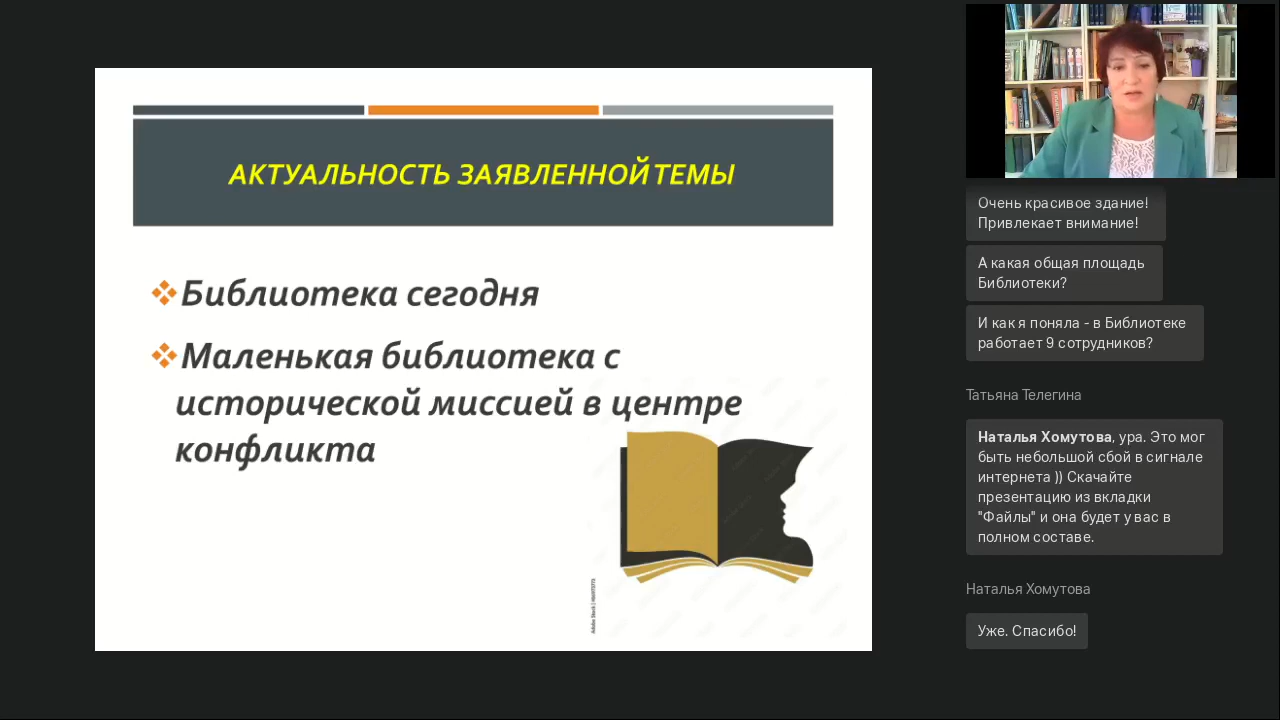 АКТУАЛЬНОСТЬ ЗАЯВЛЕННОЙ ТЕМЫ
Библиотека сегодня
Маленькая библиотека с
исторической миссией в центре
конфликта
Очень красивое здание!
Привлекает внимание!
А какая общая площадь
Библиотеки?
И как я поняла - в Библиотеке
работает 9 сотрудников?
Татьяна Телегина
Наталья Хомутова, ура. Это мог
быть небольшой сбой в сигнале
интернета )) Скачайте
презентацию из вкладки
"Файлы" и она будет у вас в
полном составе.
Наталья Хомутова
Уже. Спасибо!